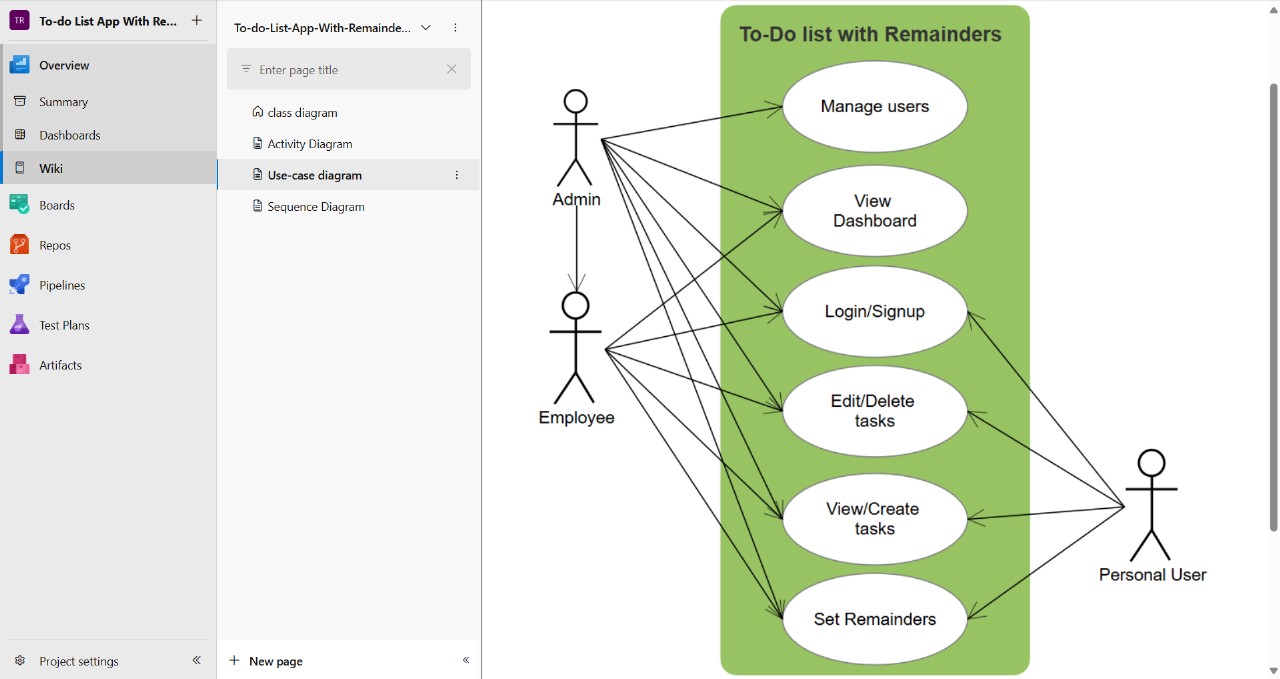 TR To-do List App With Re... +
Overview
Summary
Dashboards
Wiki
Boards
Repos
Pipelines
Test Plans
Artifacts
Project settings
To-do-List-App-With-Remainde...
Enter page title
class diagram
Activity Diagram
Use-case diagram
Sequence Diagram
+ New page
To-Do list with Remainders
Manage users
View
Dashboard
Login/Signup
Edit/Delete
tasks
View/Create
tasks
Set Remainders
Admin
Employee
Personal User